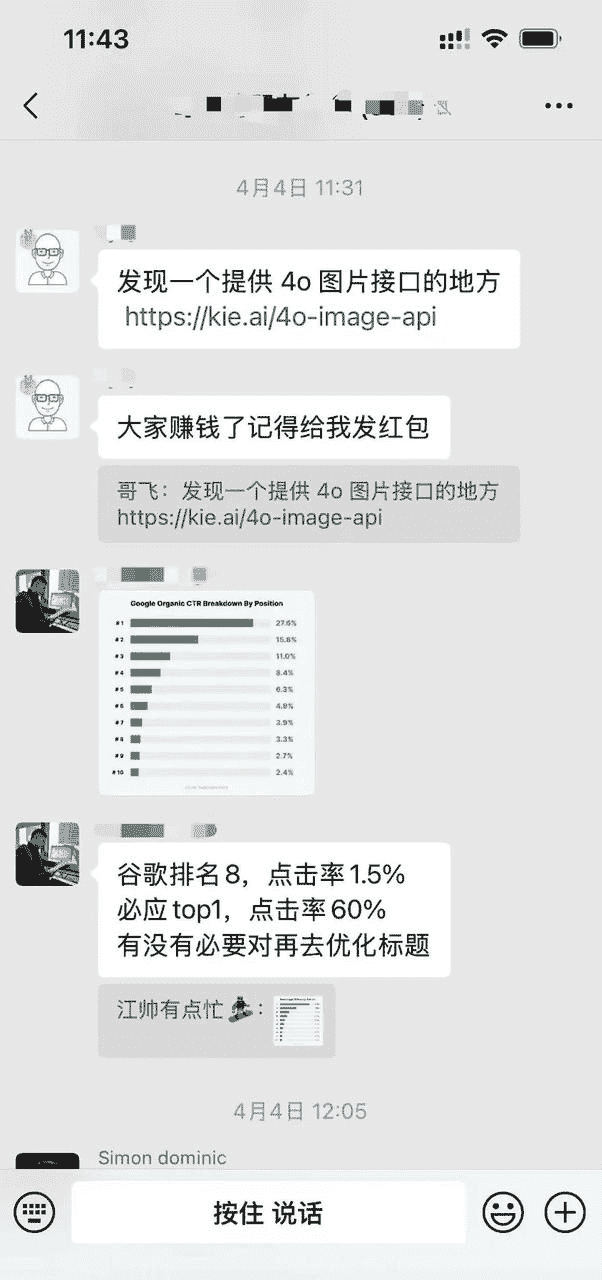 11:43
4月4日 11:31
发现一个提供 4o 图片接口的地方
https://kie.ai/4o-image-api
大家赚钱了记得给我发红包
哥飞：发现一个提供 4o 图片接口的地方
https://kie.ai/4o-image-api
Google Organic CTR Breakdown By Position
#1 27.6%
#2 15.8%
#3 11.0%
#4 8.4%
#5 6.3%
#6 4.9%
#7 3.9%
#8 3.3%
#9 2.7%
#10 2.4%
谷歌排名8，点击率1.5%
必应top1，点击率60%
有没有必要对再去优化标题
江帅有点忙🏂：
4月4日 12:05
Simon dominic
按住 说话